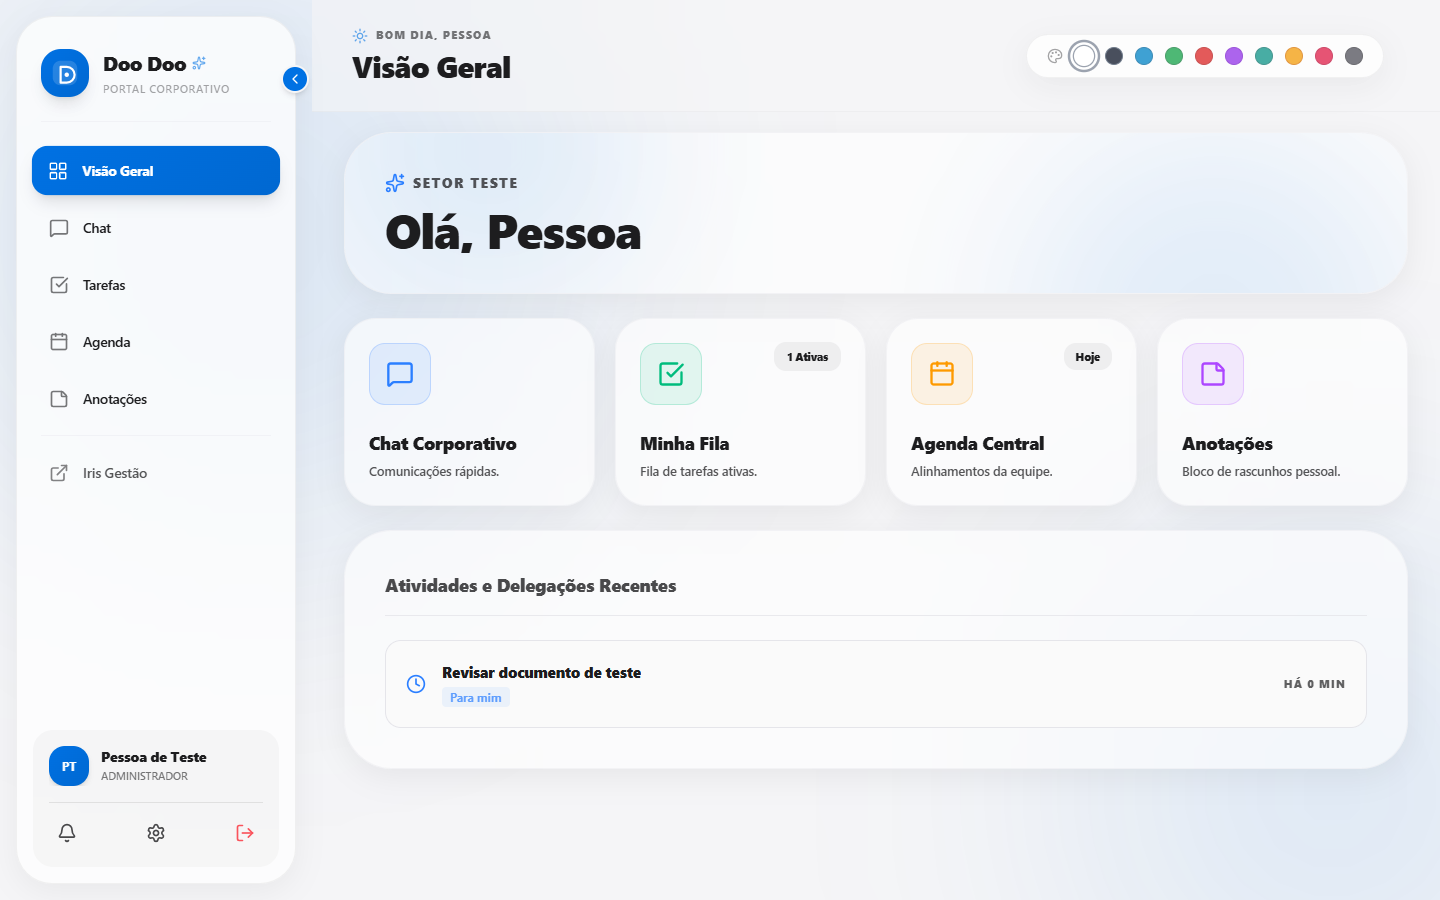 Doo Doo
PORTAL CORPORATIVO
Visão Geral
Chat
Tarefas
Agenda
Anotações
Iris Gestão
PT
Pessoa de Teste
ADMINISTRADOR
BOM DIA, PESSOA
Visão Geral
SETOR TESTE
Olá, Pessoa
Chat Corporativo
Comunicações rápidas.
1 Ativas
Minha Fila
Fila de tarefas ativas.
Hoje
Agenda Central
Alinhamentos da equipe.
Anotações
Bloco de rascunhos pessoal.
Atividades e Delegações Recentes
Revisar documento de teste
Para mim
HÁ 0 MIN